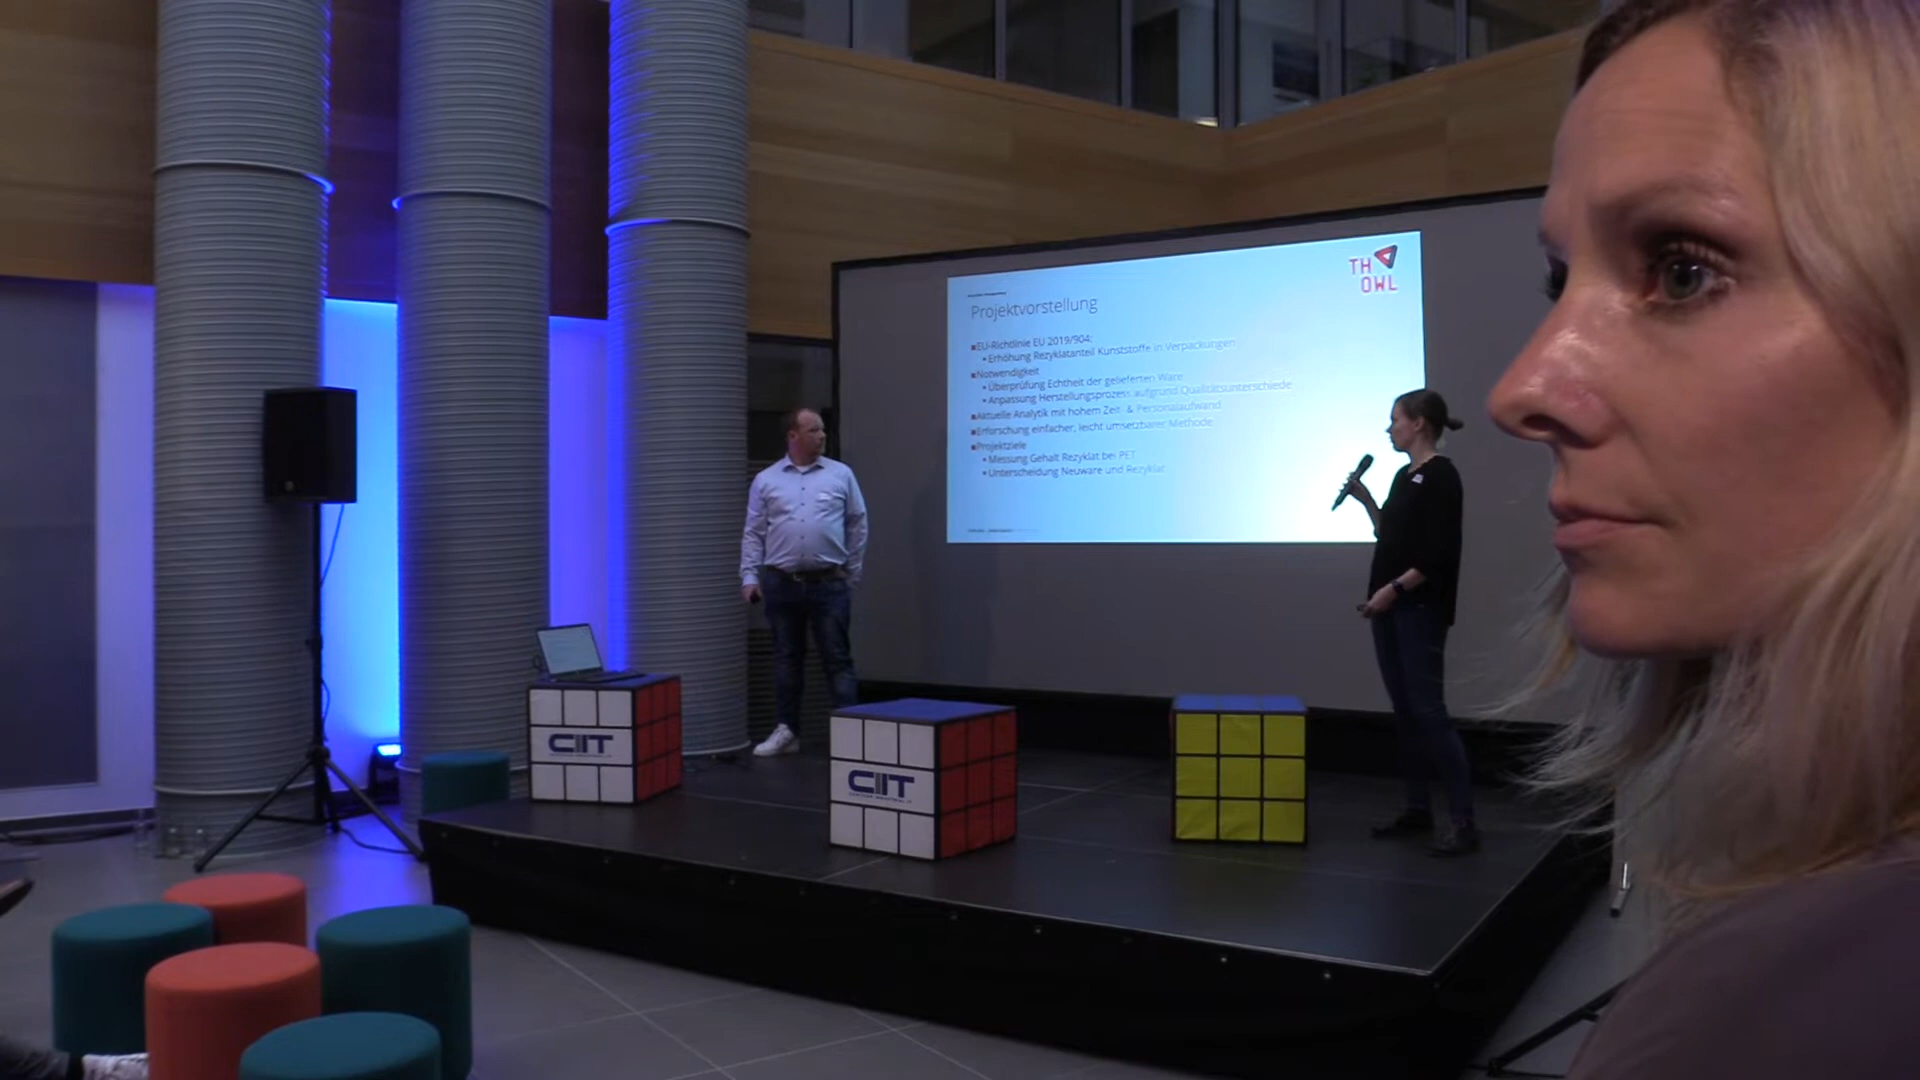 TH
OWL
Projektvorstellung
EU-Richtlinie EU 2019/904:
Erhöhung Rezyklatanteil Kunststoffe in Verpackungen
Notwendigkeit
Überprüfung Echtheit der gelieferten Ware
Anpassung Herstellungsprozess aufgrund Qualitätsunterschiede
Aktuelle Analytik mit hohem Zeit- & Personalaufwand
Erforschung einfacher, leicht umsetzbarer Methode
Projektziele
Messung Gehalt Rezyklat bei PET
Unterscheidung Neuware und Rezyklat
CIIT
CIIT